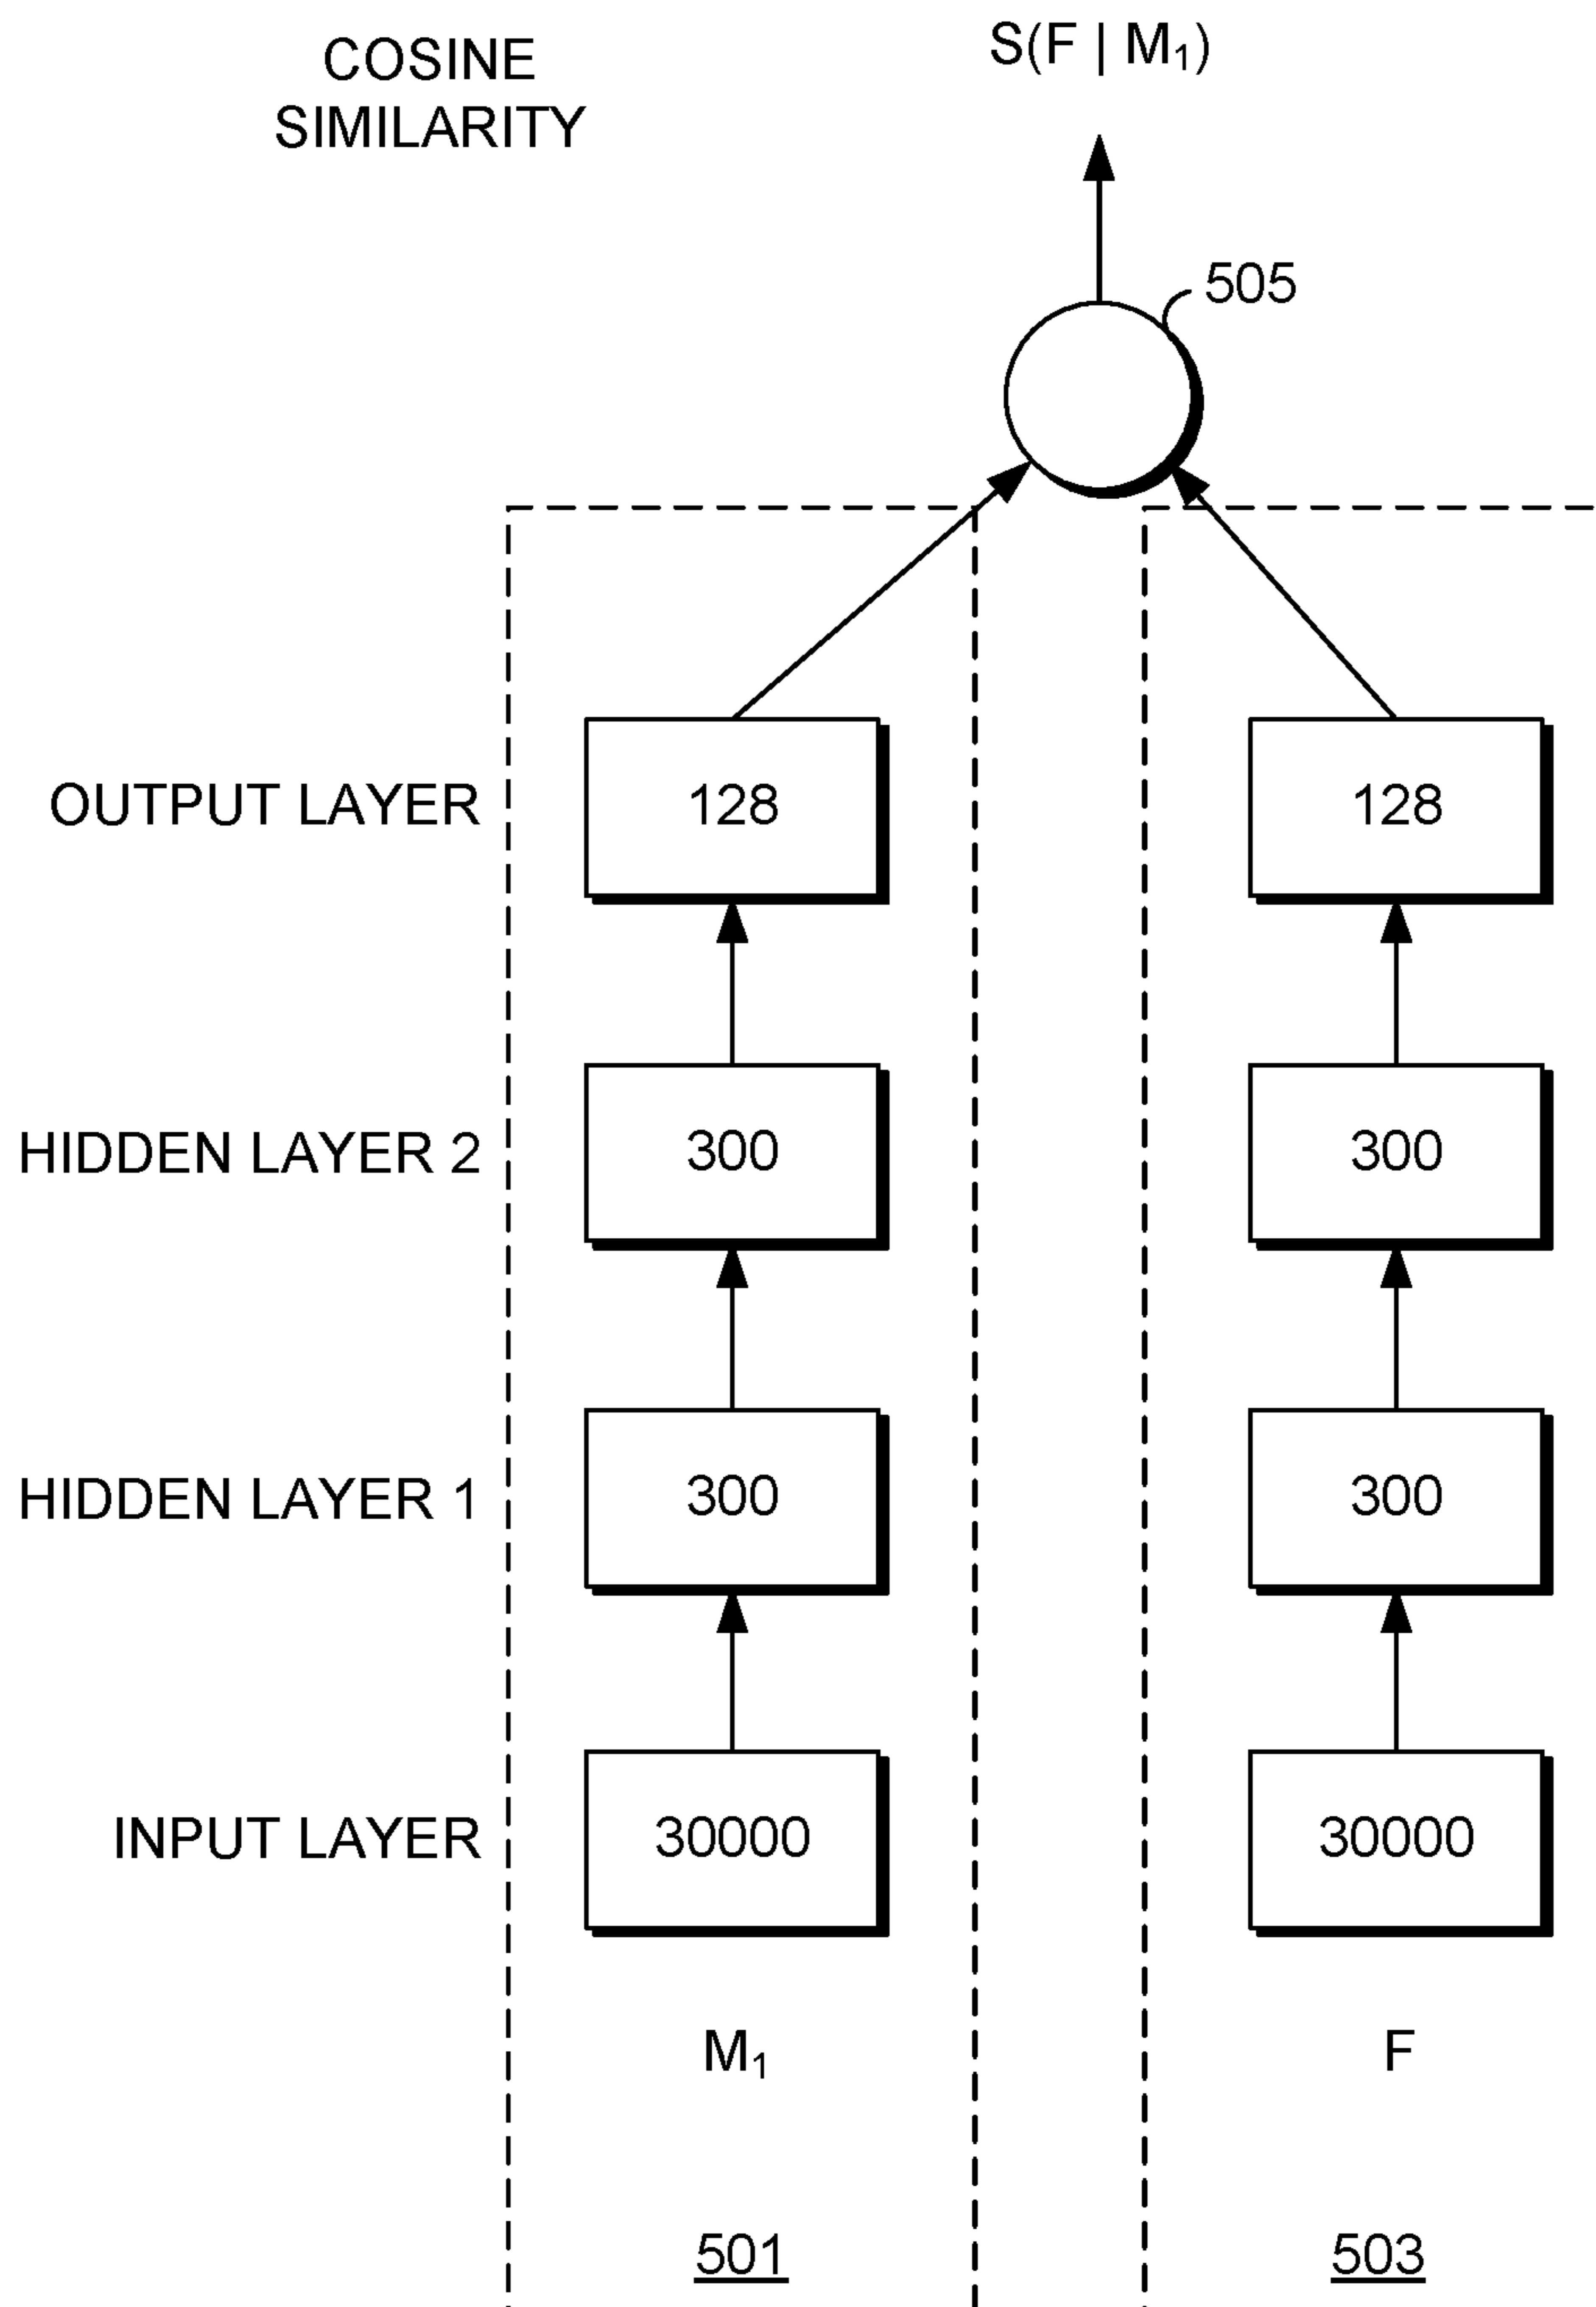 COSINE
SIMILARITY
S(F | M₁)
505
OUTPUT LAYER
128
128
HIDDEN LAYER 2
300
300
HIDDEN LAYER 1
300
300
INPUT LAYER
30000
30000
M₁
F
501
503